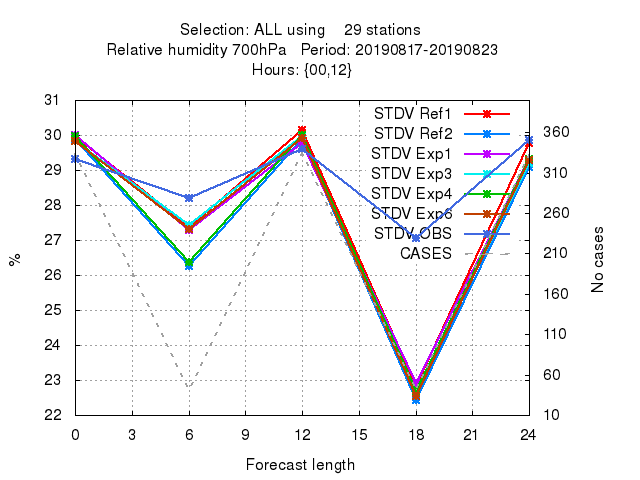 Selection: ALL using 29 stations
Relative humidity 700hPa Period: 20190817-20190823
Hours: {00,12}
31
30
29
28
27
26
25
24
23
22
%
STDV Ref1
STDV Ref2
STDV Exp1
STDV Exp3
STDV Exp4
STDV Exp6
STDV OBS
CASES
360
310
260
210
160
110
60
10
No cases
0 3 6 9 12 15 18 21 24
Forecast length